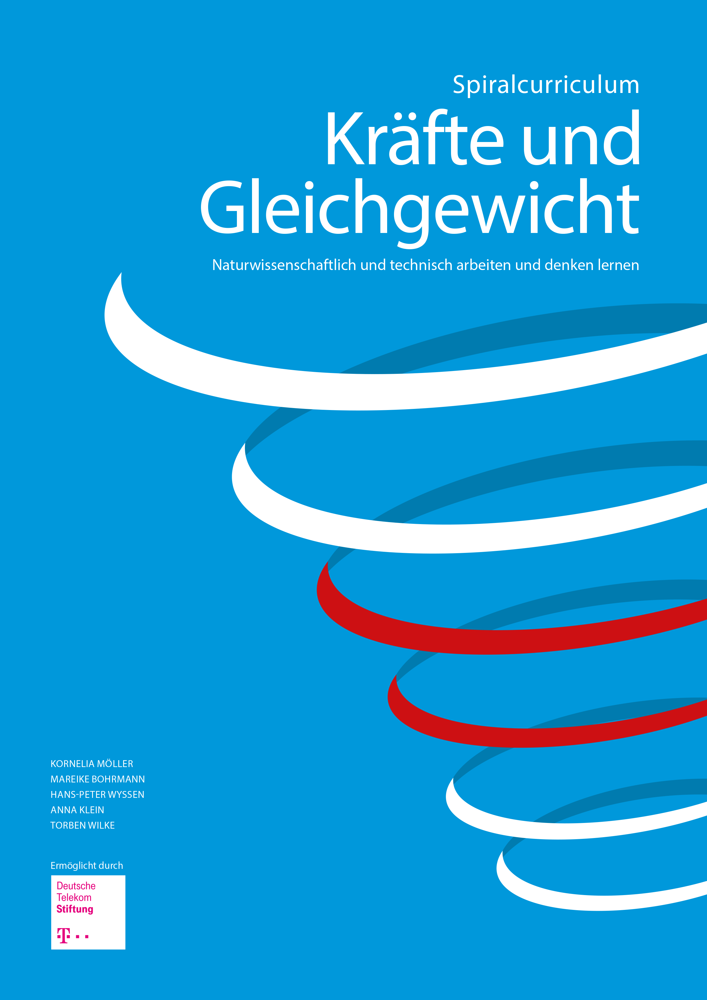 Spiralcurriculum
Kräfte und
Gleichgewicht
Naturwissenschaftlich und technisch arbeiten und denken lernen
KORNELIA MÖLLER
MAREIKE BOHRMANN
HANS-PETER WYSSEN
ANNA KLEIN
TORBEN WILKE
Ermöglicht durch
Deutsche
Telekom
Stiftung
T